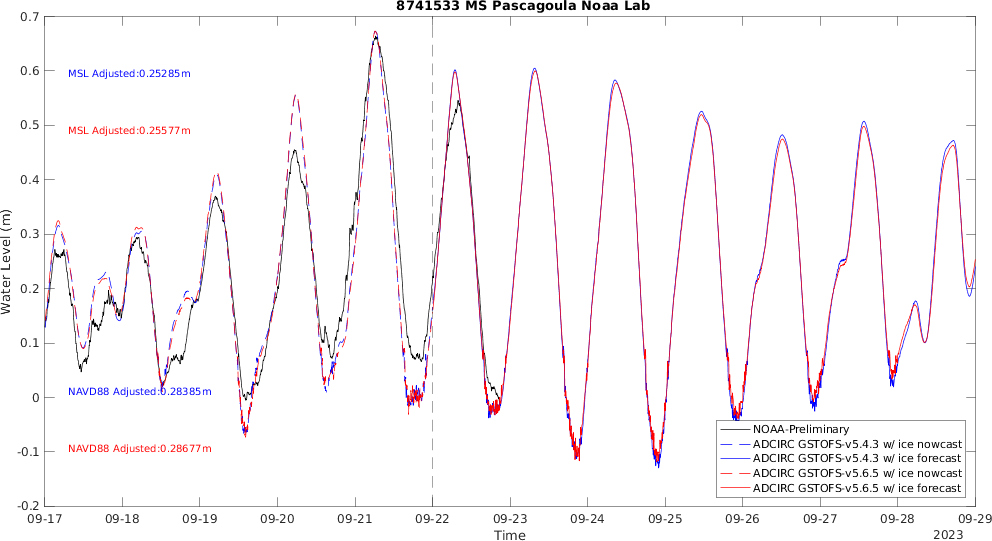 8741533 MS Pascagoula Noaa Lab
0.7
0.6
0.5
0.4
0.3
0.2
0.1
0
-0.1
-0.2
Water Level (m)
MSL Adjusted:0.25285m
MSL Adjusted:0.25577m
NAVD88 Adjusted:0.28385m
NAVD88 Adjusted:0.28677m
NOAA-Preliminary
ADCIRC GSTOFS-v5.4.3 w/ ice nowcast
ADCIRC GSTOFS-v5.4.3 w/ ice forecast
ADCIRC GSTOFS-v5.6.5 w/ ice nowcast
ADCIRC GSTOFS-v5.6.5 w/ ice forecast
09-17 09-18 09-19 09-20 09-21 09-22 09-23 09-24 09-25 09-26 09-27 09-28 09-29
Time
2023